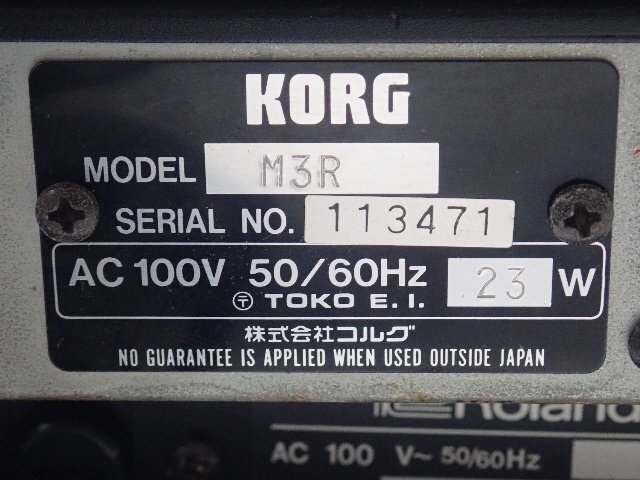 KORG
MODEL M3R
SERIAL NO. 113471
AC 100V 50/60Hz 23 W
〶 TOKO E.I.
株式会社コルグ
NO GUARANTEE IS APPLIED WHEN USED OUTSIDE JAPAN
Roland
AC 100 V~ 50/60Hz